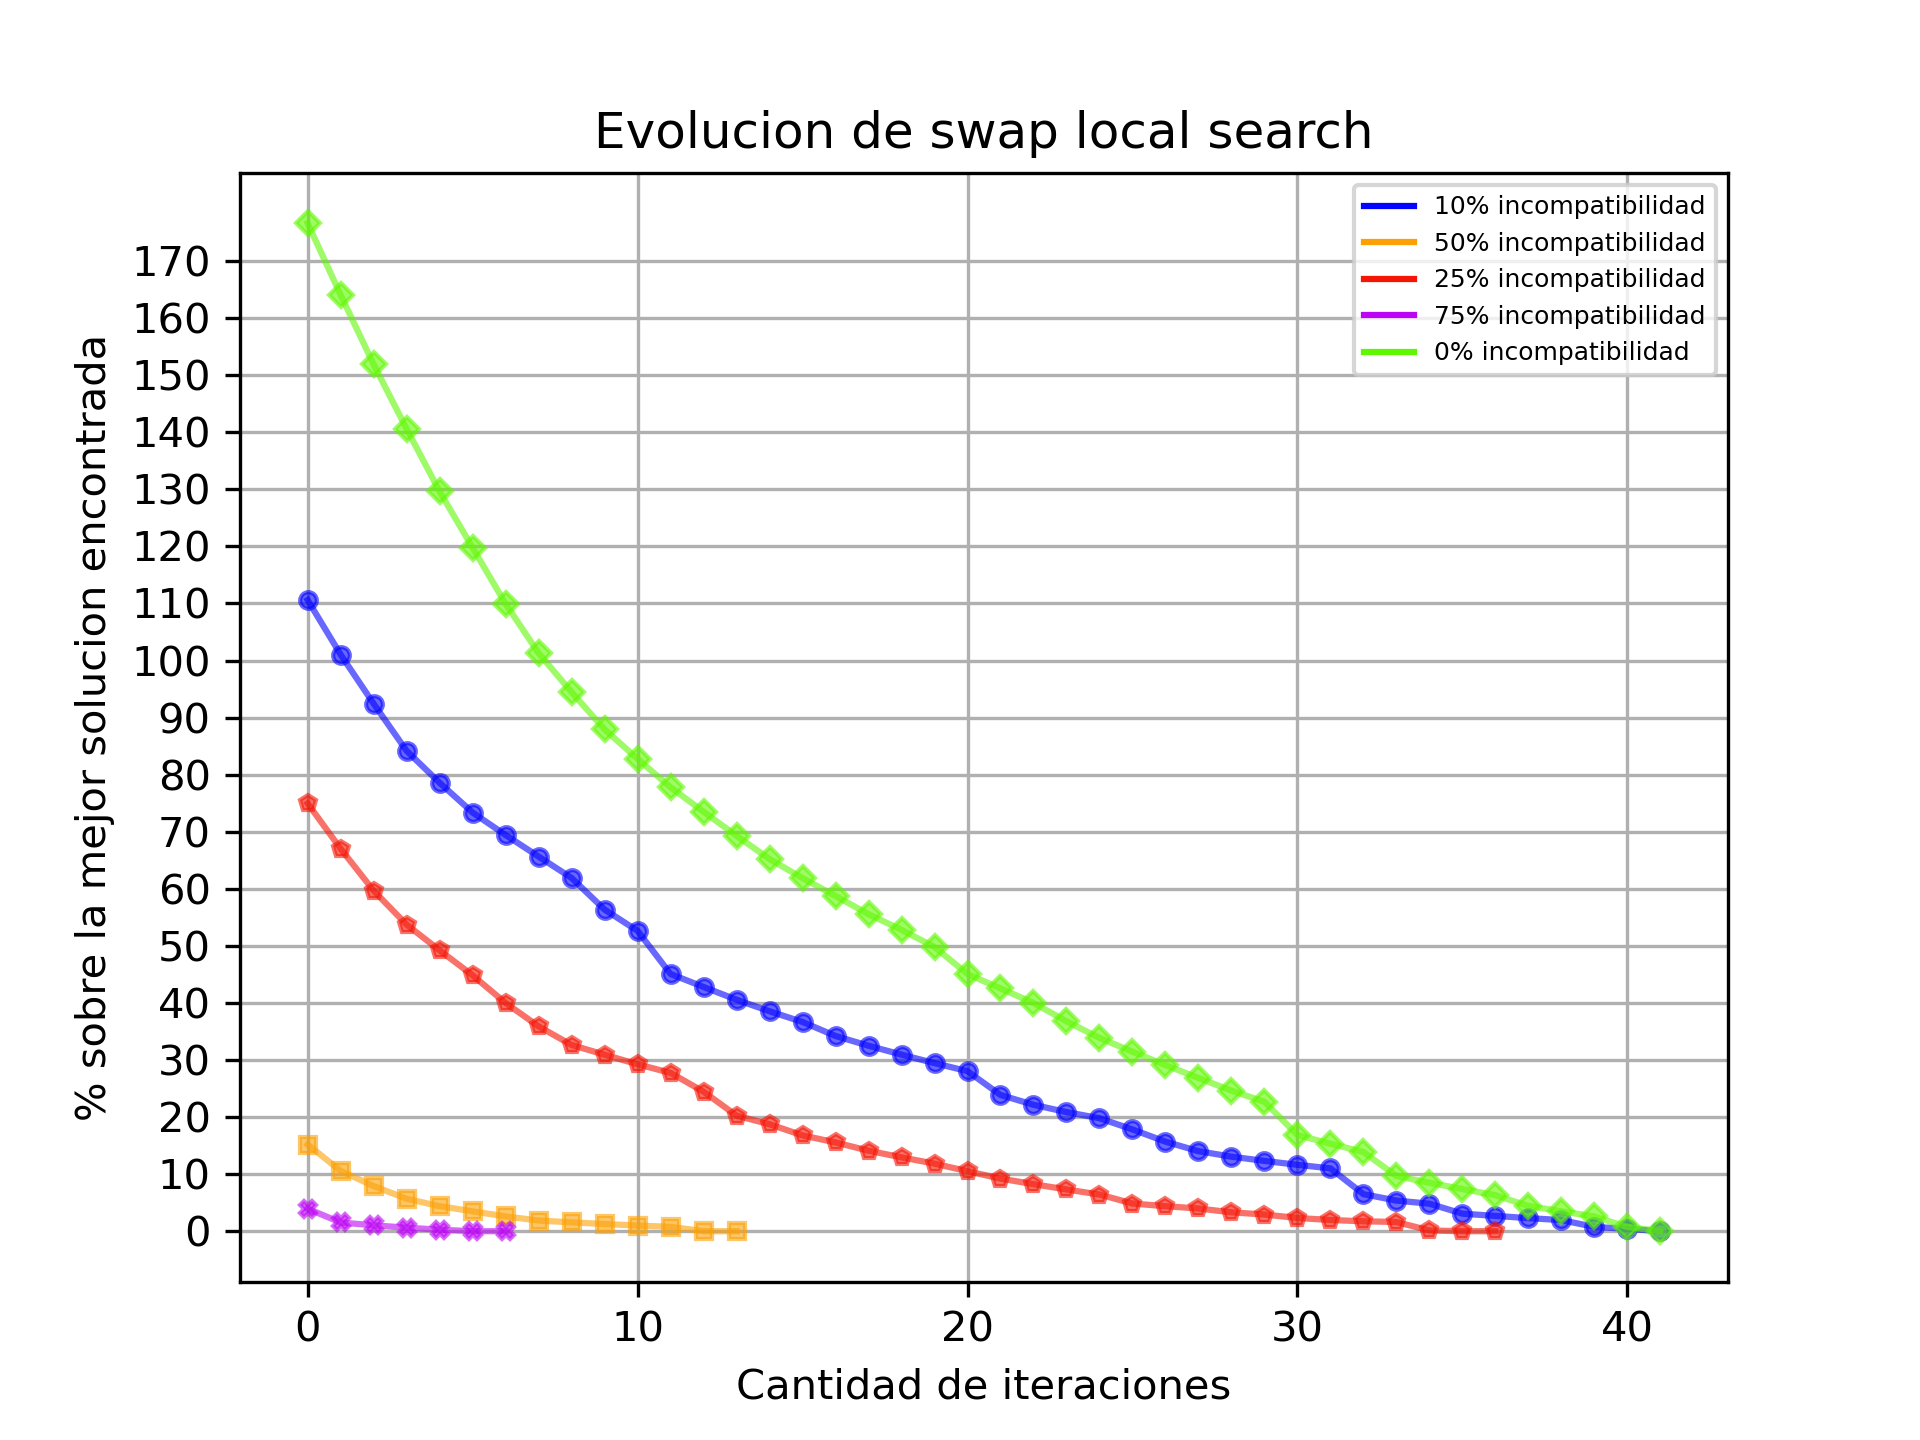 Evolucion de swap local search
10% incompatibilidad
50% incompatibilidad
25% incompatibilidad
75% incompatibilidad
0% incompatibilidad
% sobre la mejor solucion encontrada
170
160
150
140
130
120
110
100
90
80
70
60
50
40
30
20
10
0
0 10 20 30 40
Cantidad de iteraciones